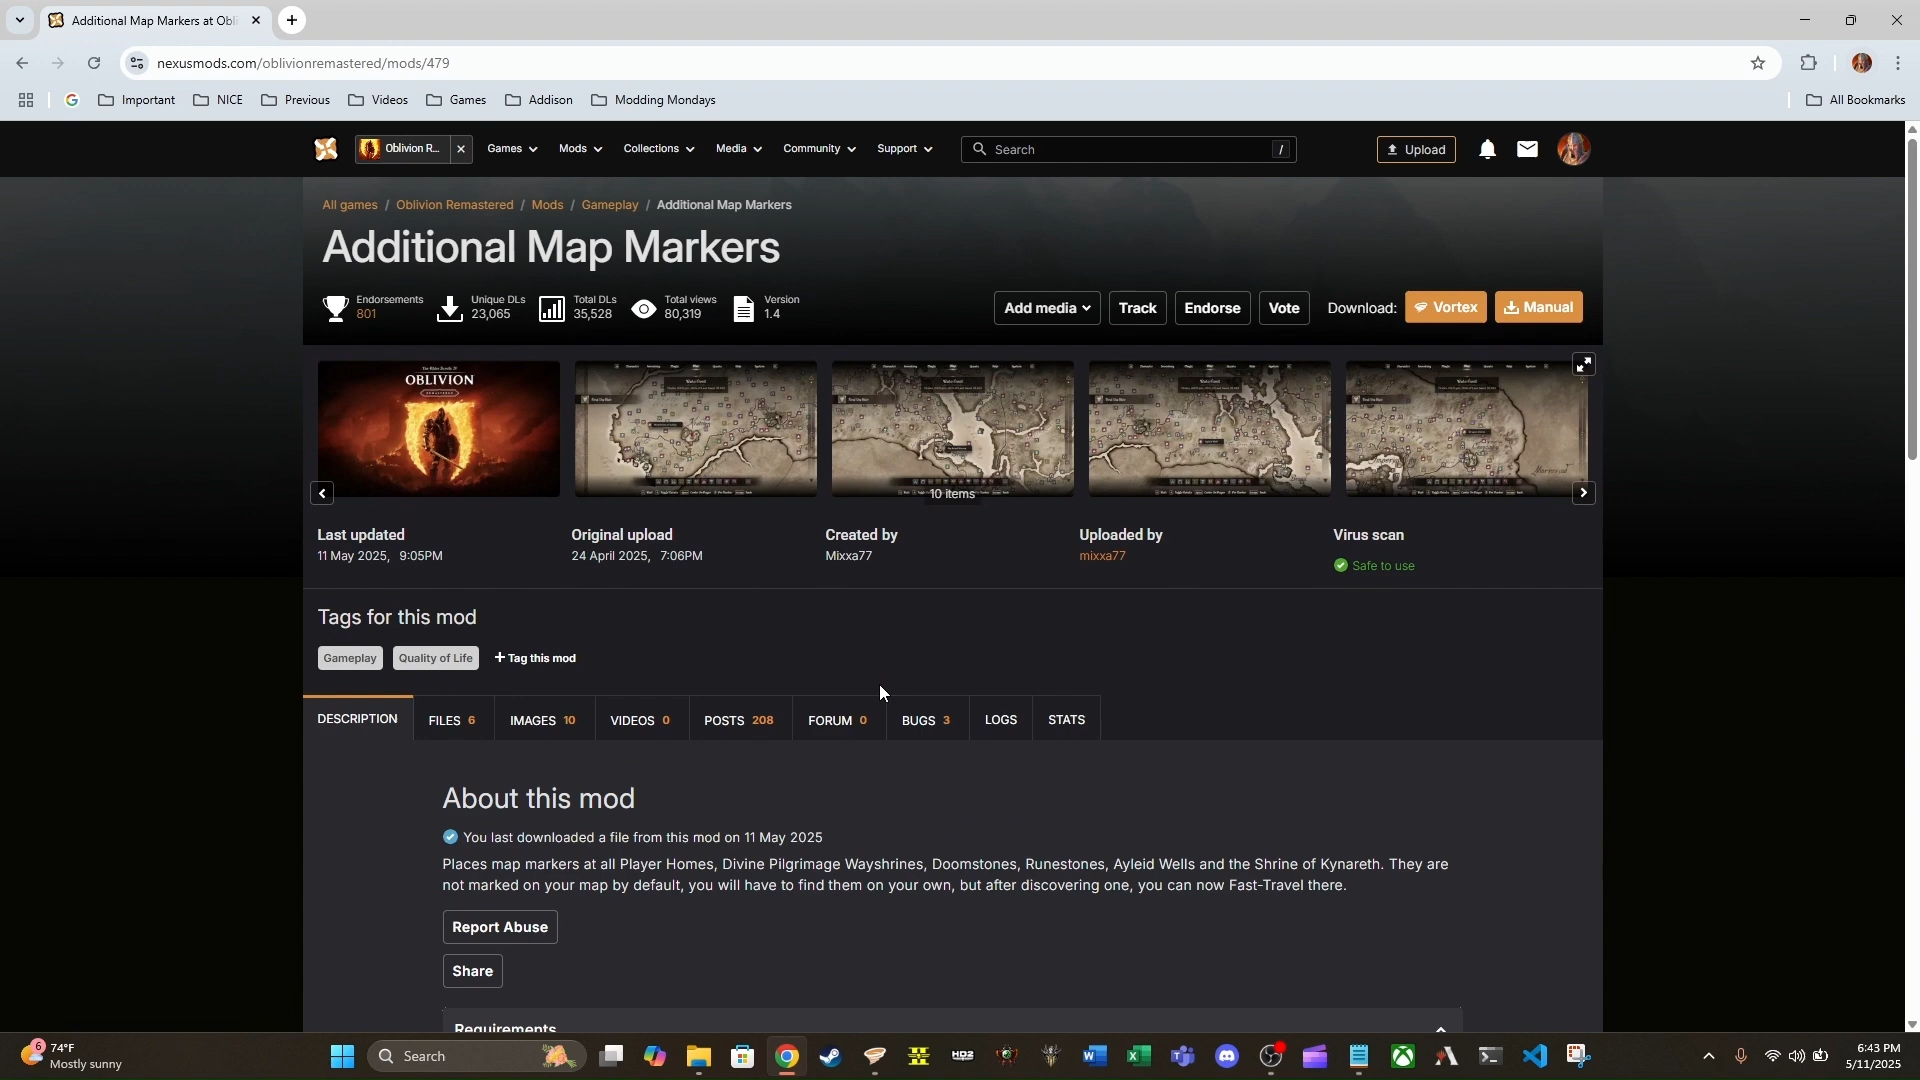 Additional Map Markers at Obli
nexusmods.com/oblivionremastered/mods/479
Important
NICE
Previous
Videos
Games
Addison
Modding Mondays
All Bookmarks
Oblivion R...
Games
Mods
Collections
Media
Community
Support
Search
/
Upload
All games / Oblivion Remastered / Mods / Gameplay / Additional Map Markers
Additional Map Markers
Endorsements
801
Unique DLs
23,065
Total DLs
35,528
Total views
80,319
Version
1.4
Add media
Track
Endorse
Vote
Download:
Vortex
Manual
The Elder Scrolls IV
OBLIVION
REMASTERED
10 items
Last updated
11 May 2025, 9:05PM
Original upload
24 April 2025, 7:06PM
Created by
Mixxa77
Uploaded by
mixxa77
Virus scan
Safe to use
Tags for this mod
Gameplay
Quality of Life
+ Tag this mod
DESCRIPTION
FILES 6
IMAGES 10
VIDEOS 0
POSTS 208
FORUM 0
BUGS 3
LOGS
STATS
About this mod
You last downloaded a file from this mod on 11 May 2025
Places map markers at all Player Homes, Divine Pilgrimage Wayshrines, Doomstones, Runestones, Ayleid Wells and the Shrine of Kynareth. They are
not marked on your map by default, you will have to find them on your own, but after discovering one, you can now Fast-Travel there.
Report Abuse
Share
Requirements
6
74°F
Mostly sunny
Search
HD2
6:43 PM
5/11/2025